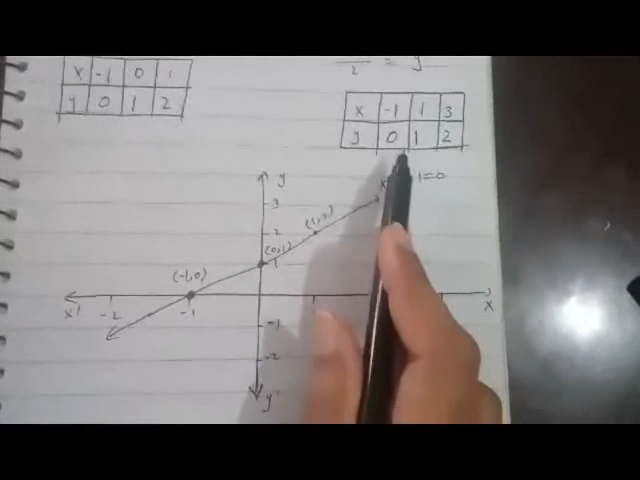 x -1 0 1
y 0 1 2
2 = y
x -1 1 3
y 0 1 2
y
x 1=0
3
2
(0,1)
1
(-1,0)
x' -2 -1 x
-1
-2
y'